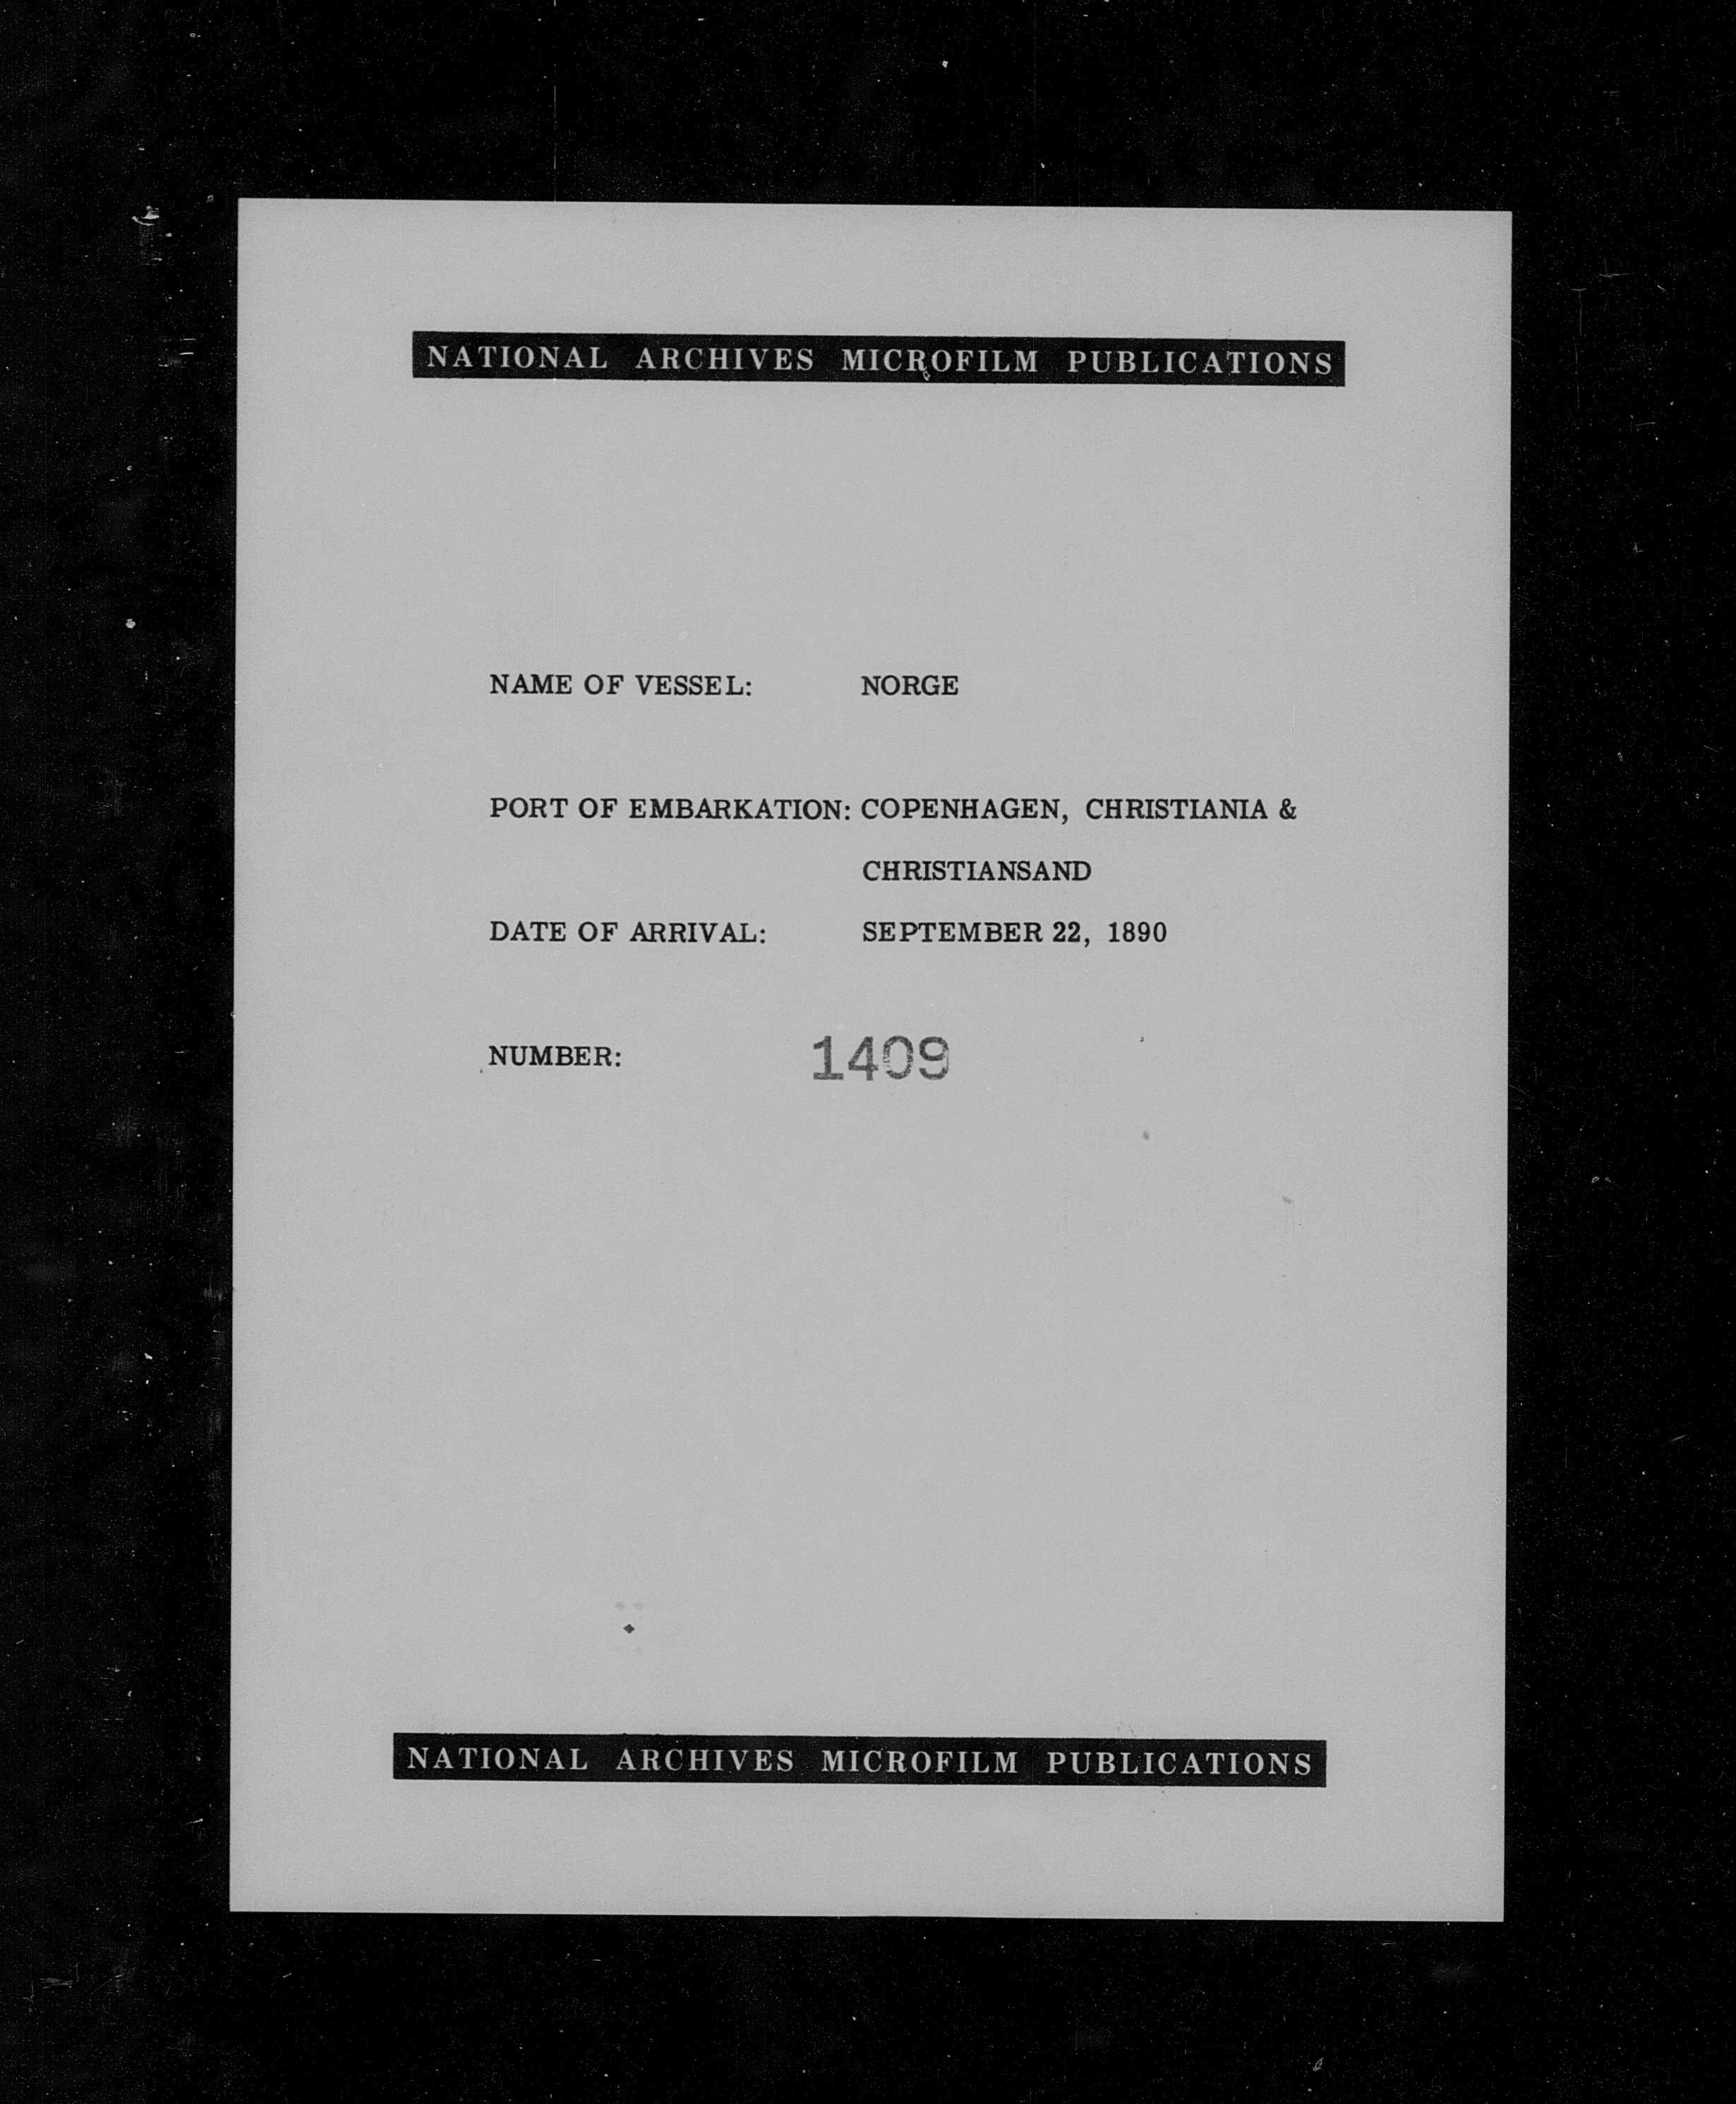 NATIONAL ARCHIVES MICROFILM PUBLICATIONS
NAME OF VESSEL: NORGE
PORT OF EMBARKATION: COPENHAGEN, CHRISTIANIA &
CHRISTIANSAND
DATE OF ARRIVAL: SEPTEMBER 22, 1890
NUMBER: 1409
NATIONAL ARCHIVES MICROFILM PUBLICATIONS